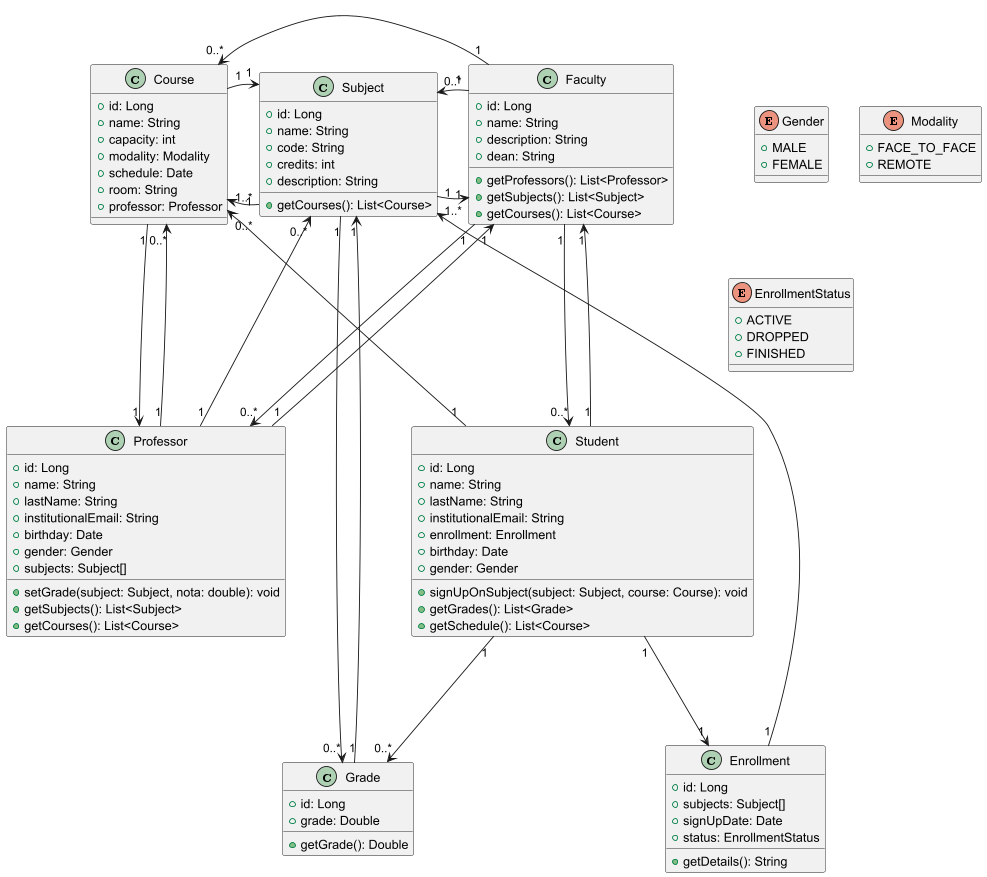 0..*
1
C Course
id: Long
name: String
capacity: int
modality: Modality
schedule: Date
room: String
professor: Professor
1
1
C Subject
id: Long
name: String
code: String
credits: int
description: String
getCourses(): List<Course>
0..*
1
C Faculty
id: Long
name: String
description: String
dean: String
getProfessors(): List<Professor>
getSubjects(): List<Subject>
getCourses(): List<Course>
E Gender
MALE
FEMALE
E Modality
FACE_TO_FACE
REMOTE
1..*
1
1
1
1..*
0..*
1
0..*
0..*
1
1
1
1
1
1
E EnrollmentStatus
ACTIVE
DROPPED
FINISHED
1
1
1
0..*
1
1
0..*
1
C Professor
id: Long
name: String
lastName: String
institutionalEmail: String
birthday: Date
gender: Gender
subjects: Subject[]
setGrade(subject: Subject, nota: double): void
getSubjects(): List<Subject>
getCourses(): List<Course>
C Student
id: Long
name: String
lastName: String
institutionalEmail: String
enrollment: Enrollment
birthday: Date
gender: Gender
signUpOnSubject(subject: Subject, course: Course): void
getGrades(): List<Grade>
getSchedule(): List<Course>
1
1
0..*
1
0..*
1
1
C Grade
id: Long
grade: Double
getGrade(): Double
C Enrollment
id: Long
subjects: Subject[]
signUpDate: Date
status: EnrollmentStatus
getDetails(): String